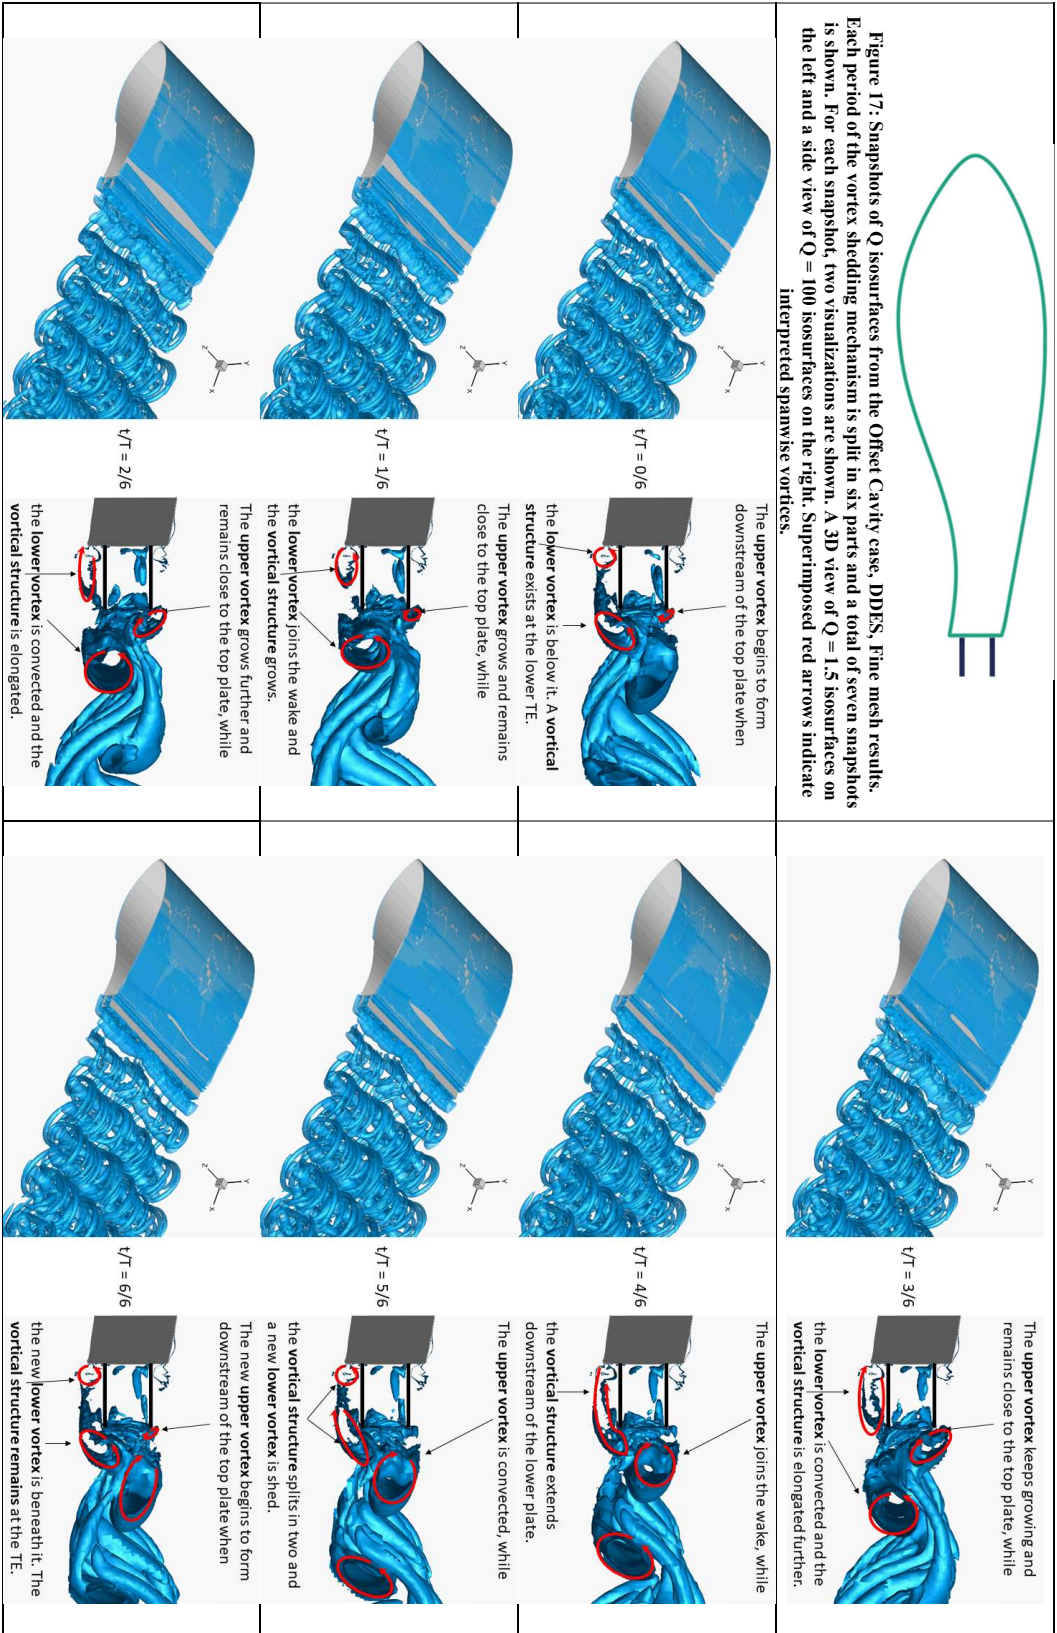 Figure 17: Snapshots of Q isosurfaces from the Offset Cavity case, DDES, Fine mesh results.
Each period of the vortex shedding mechanism is split in six parts and a total of seven snapshots
is shown. For each snapshot, two visualizations are shown. A 3D view of Q = 1.5 isosurfaces on
the left and a side view of Q = 100 isosurfaces on the right. Superimposed red arrows indicate
interpreted spanwise vortices.
Y
Z X
t/T = 0/6
The upper vortex begins to form
downstream of the top plate when
the lower vortex is below it. A vortical
structure exists at the lower TE.
Y
Z X
t/T = 1/6
The upper vortex grows and remains
close to the top plate, while
the lower vortex joins the wake and
the vortical structure grows.
Y
Z X
t/T = 2/6
The upper vortex grows further and
remains close to the top plate, while
the lower vortex is convected and the
vortical structure is elongated.
t/T = 3/6
The upper vortex keeps growing and
remains close to the top plate, while
the lower vortex is convected and the
vortical structure is elongated further.
Y
Z X
t/T = 4/6
The upper vortex joins the wake, while
the vortical structure extends
downstream of the lower plate.
Y
Z X
t/T = 5/6
The upper vortex is convected, while
the vortical structure splits in two and
a new lower vortex is shed.
Y
Z X
t/T = 6/6
The new upper vortex begins to form
downstream of the top plate when
the new lower vortex is beneath it. The
vortical structure remains at the TE.